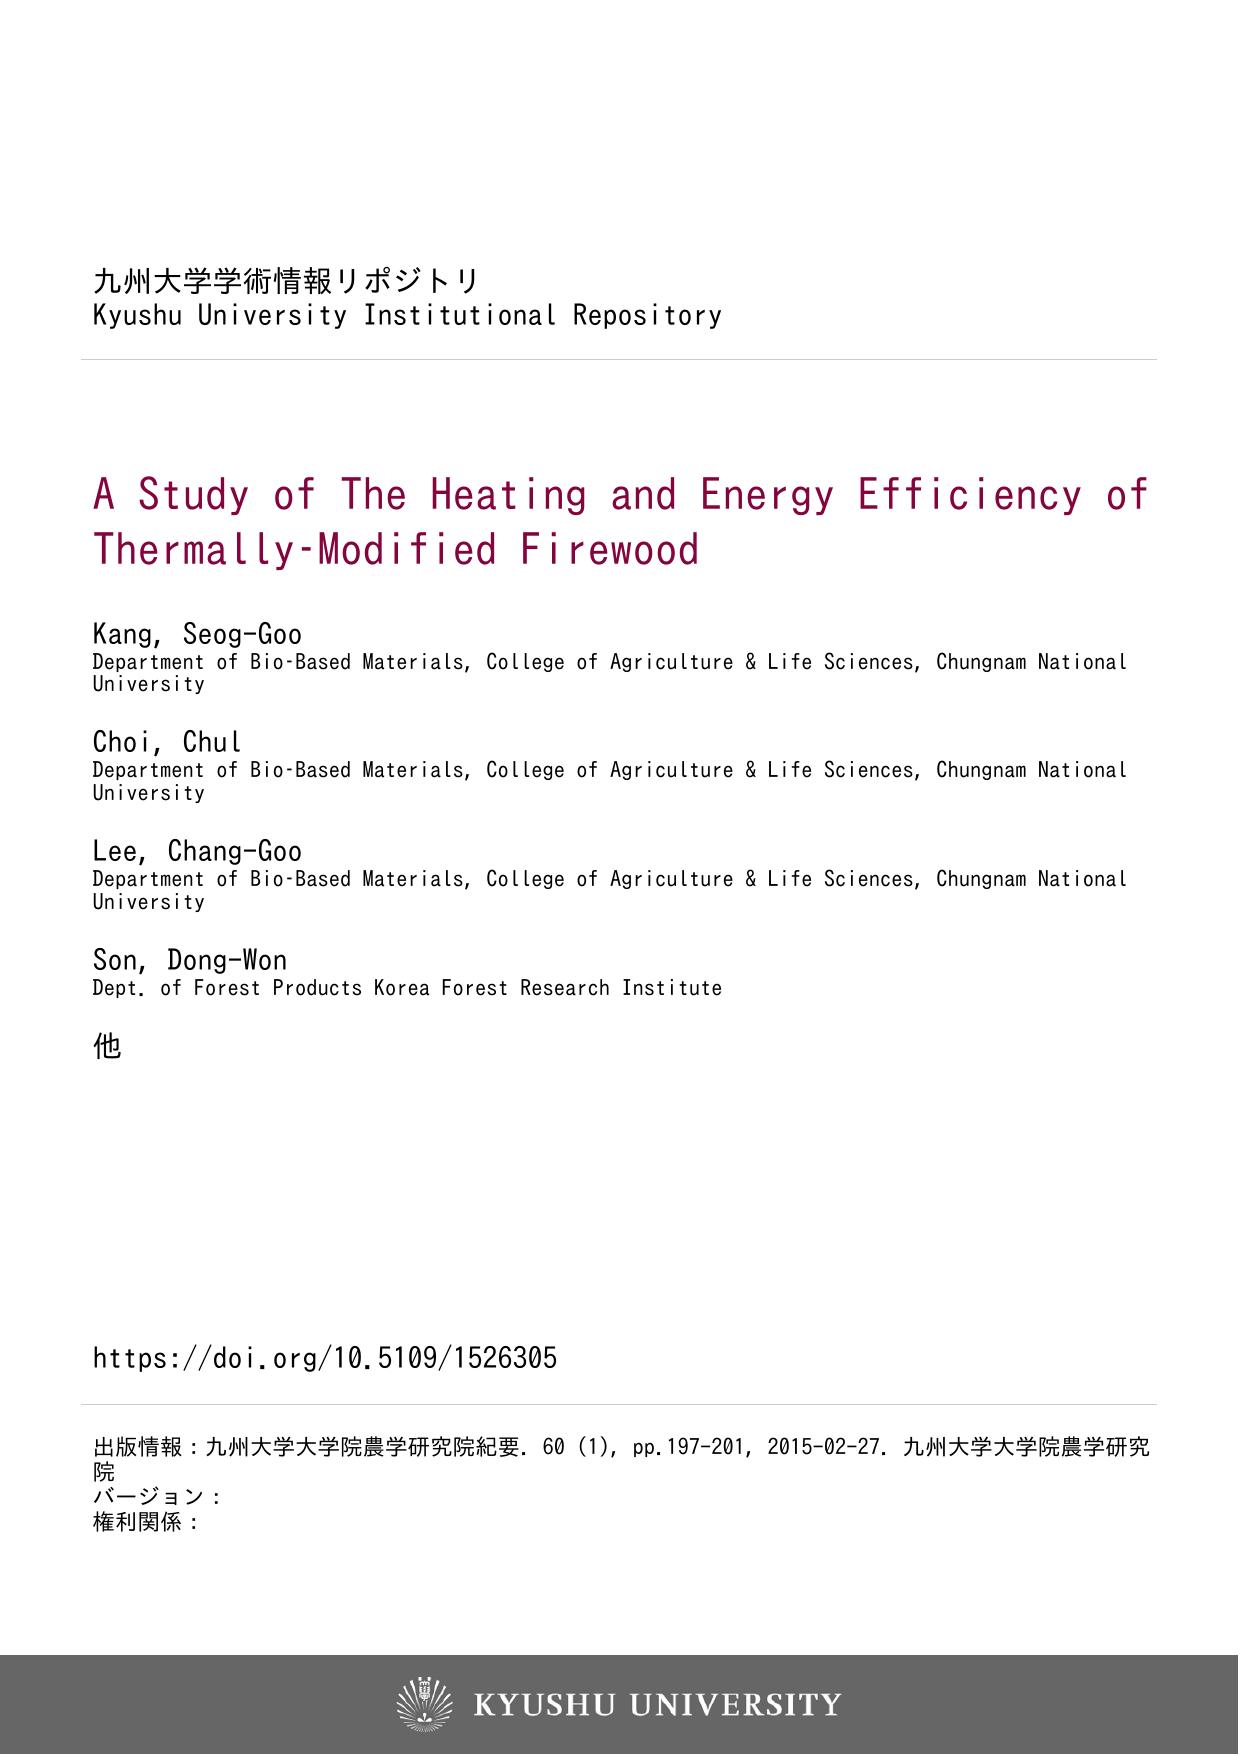 九州大学学術情報リポジトリ
Kyushu University Institutional Repository
A Study of The Heating and Energy Efficiency of
Thermally-Modified Firewood
Kang, Seog-Goo
Department of Bio-Based Materials, College of Agriculture & Life Sciences, Chungnam National
University
Choi, Chul
Department of Bio-Based Materials, College of Agriculture & Life Sciences, Chungnam National
University
Lee, Chang-Goo
Department of Bio-Based Materials, College of Agriculture & Life Sciences, Chungnam National
University
Son, Dong-Won
Dept. of Forest Products Korea Forest Research Institute
他
https://doi.org/10.5109/1526305
出版情報：九州大学大学院農学研究院紀要. 60 (1), pp.197-201, 2015-02-27. 九州大学大学院農学研究
院
バージョン：
権利関係：
KYUSHU UNIVERSITY